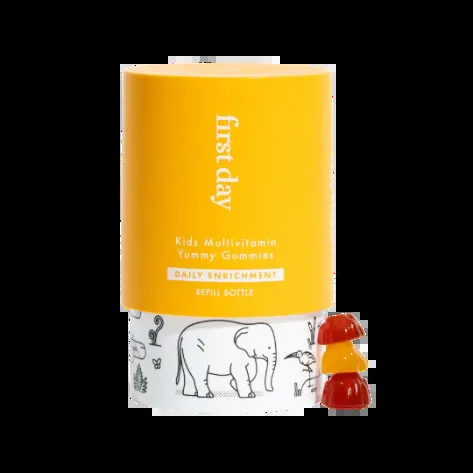 first day
Kids Multivitamin
Yummy Gummies
DAILY ENRICHMENT
REFILL BOTTLE